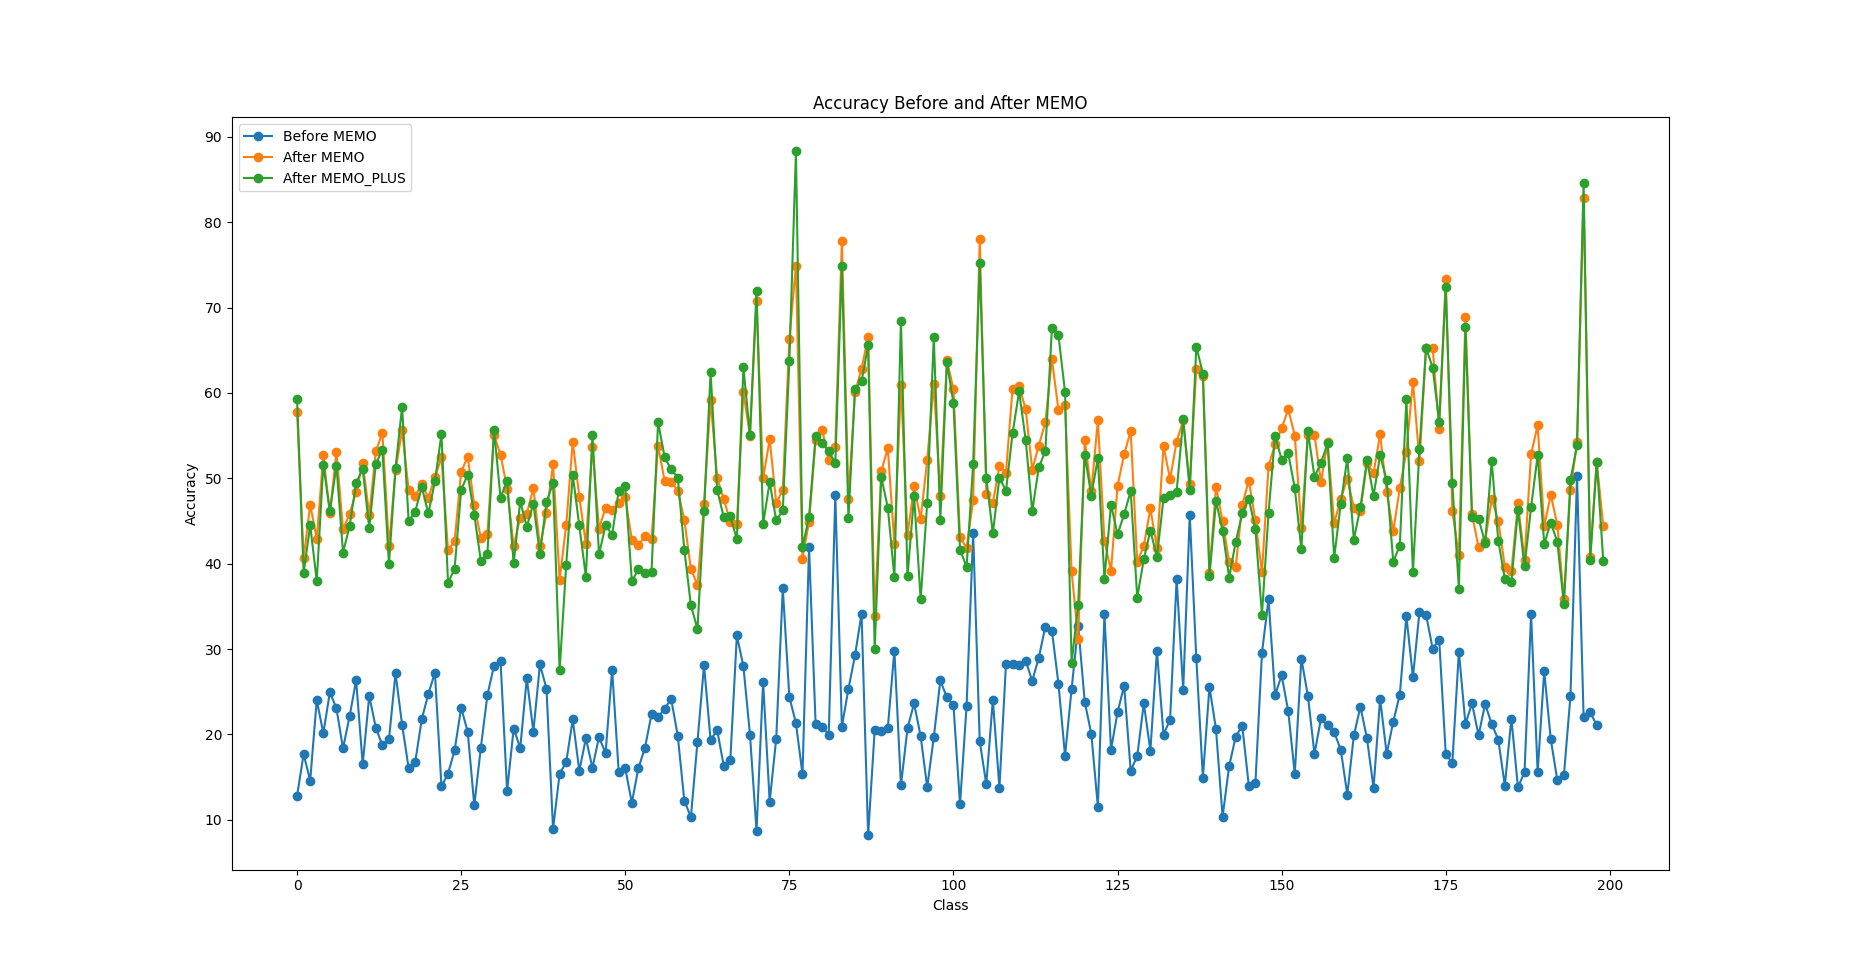 Accuracy Before and After MEMO
Before MEMO
After MEMO
After MEMO_PLUS
90
80
70
60
50
40
30
20
10
Accuracy
0 25 50 75 100 125 150 175 200
Class